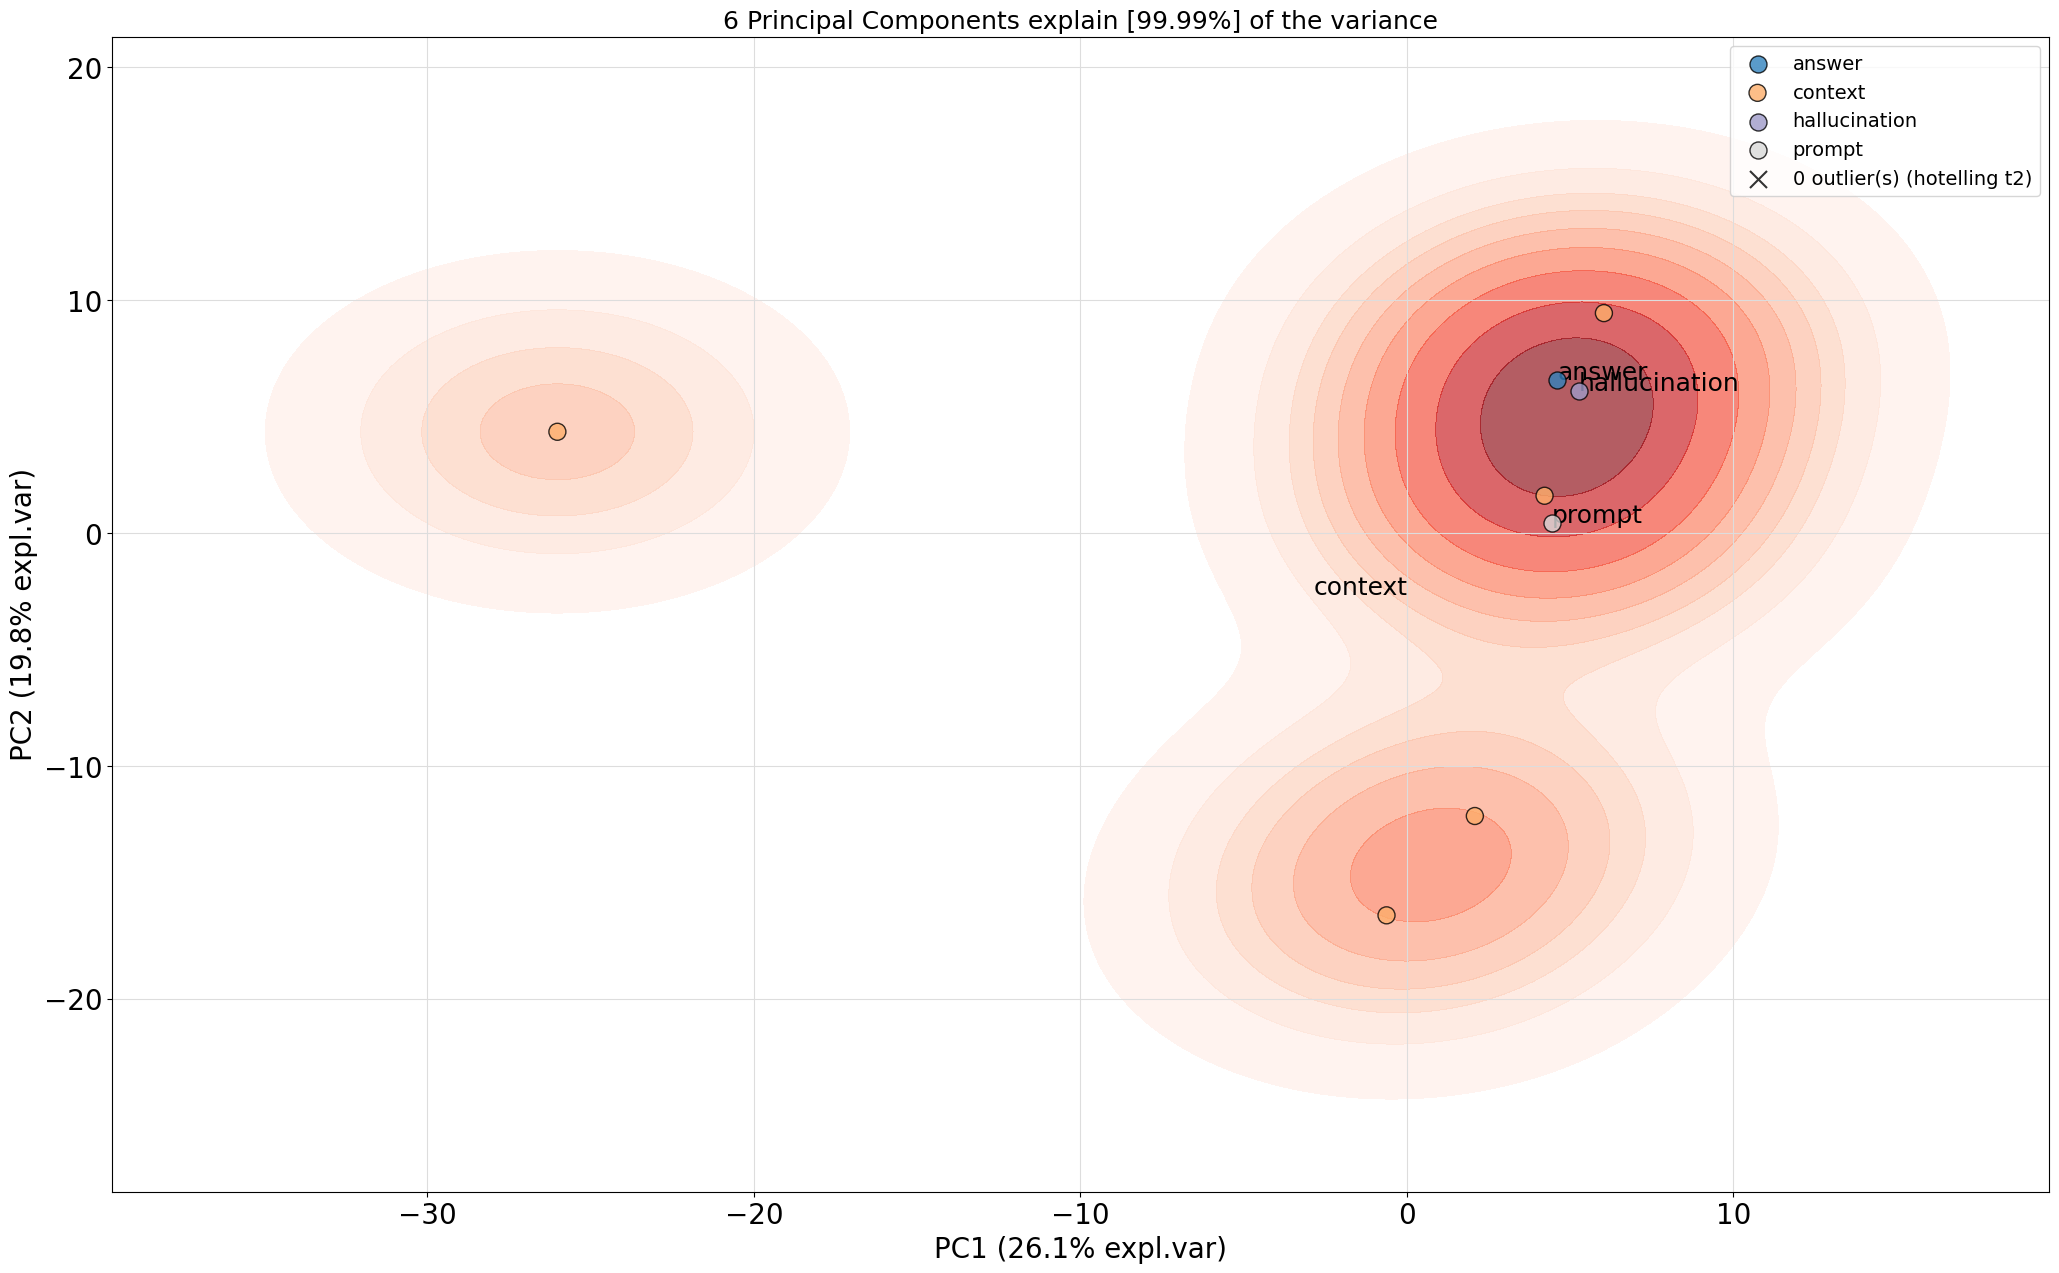 6 Principal Components explain [99.99%] of the variance
answer
context
hallucination
prompt
0 outlier(s) (hotelling t2)
20
10
0
−10
−20
PC2 (19.8% expl.var)
answer
hallucination
prompt
context
−30
−20
−10
0
10
PC1 (26.1% expl.var)